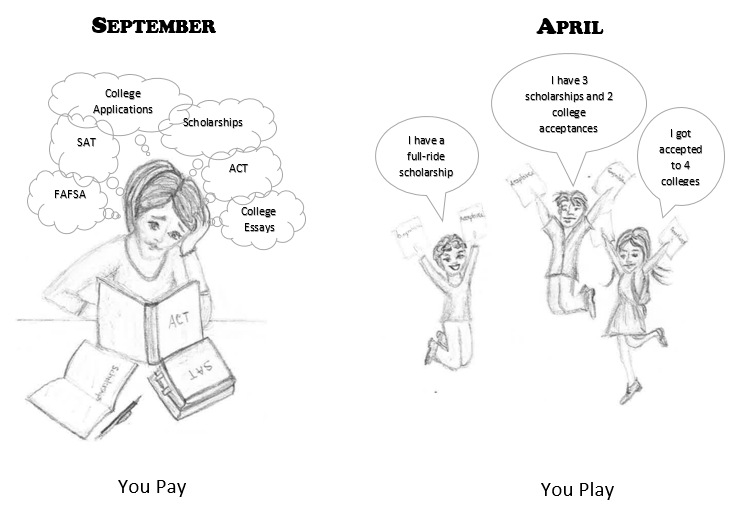 SEPTEMBER
College
Applications
Scholarships
SAT
ACT
FAFSA
College
Essays
ACT
SAT
You Pay
APRIL
I have 3
scholarships and 2
college
acceptances
I have a
full-ride
scholarship
I got
accepted
to 4
colleges
You Play